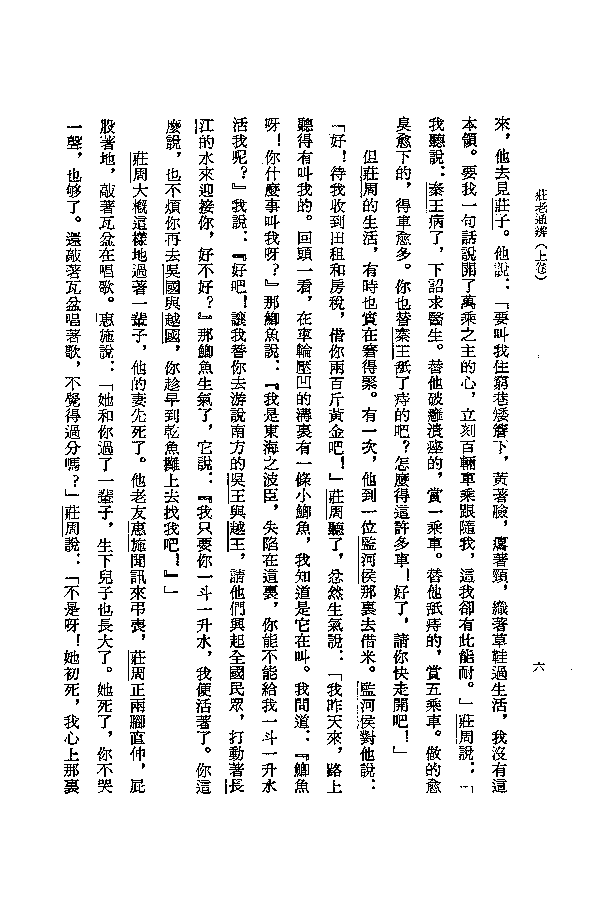 莊老通辨（上卷）
六
來，他去見莊子。他說：「要叫我住窮巷矮簷下，黃著臉，癟著頸，織著草鞋過生活，我沒有這
本領。要我一句話說開了萬乘之主的心，立刻百輛車乘跟隨我，這我卻有此能耐。」莊周說：「
我聽說：秦王病了，下詔求醫生。替他破癰潰痤的，賞一乘車。替他舐痔的，賞五乘車。做的愈
臭愈下的，得車愈多。你也替秦王舐了痔的吧？怎麼得這許多車！好了，請你快走開吧！」
但莊周的生活，有時也實在窘得緊。有一次，他到一位監河侯那裏去借米。監河侯對他說：
「好！待我收到田租和房稅，借你兩百斤黃金吧！」莊周聽了，忿然生氣說：「我昨天來，路上
聽得有叫我的。回頭一看，在車輪壓凹的溝裏有一條小鯽魚，我知道是它在叫。我問道：『鯽魚
呀！你什麼事叫我呀？』那鯽魚說：『我是東海之波臣，失陷在這裏，你能不能給我一斗一升水
活我呢？』我說：『好吧！讓我替你去游說南方的吳王與越王，請他們興起全國民眾，打動著長
江的水來迎接你，好不好？』那鯽魚生氣了，它說：『我只要你一斗一升水，我便活著了。你這
麼說，也不煩你再去吳國與越國，你趁早到乾魚攤上去找我吧！』」
莊周大概這樣地過著一輩子，他的妻先死了。他老友惠施聞訊來弔喪，莊周正兩腳直伸，屁
股著地，敲著瓦盆在唱歌。惠施說：「她和你過了一輩子，生下兒子也長大了。她死了，你不哭
一聲，也够了。還敲著瓦盆唱著歌，不覺得過分嗎？」莊周說：「不是呀！她初死，我心上那裏